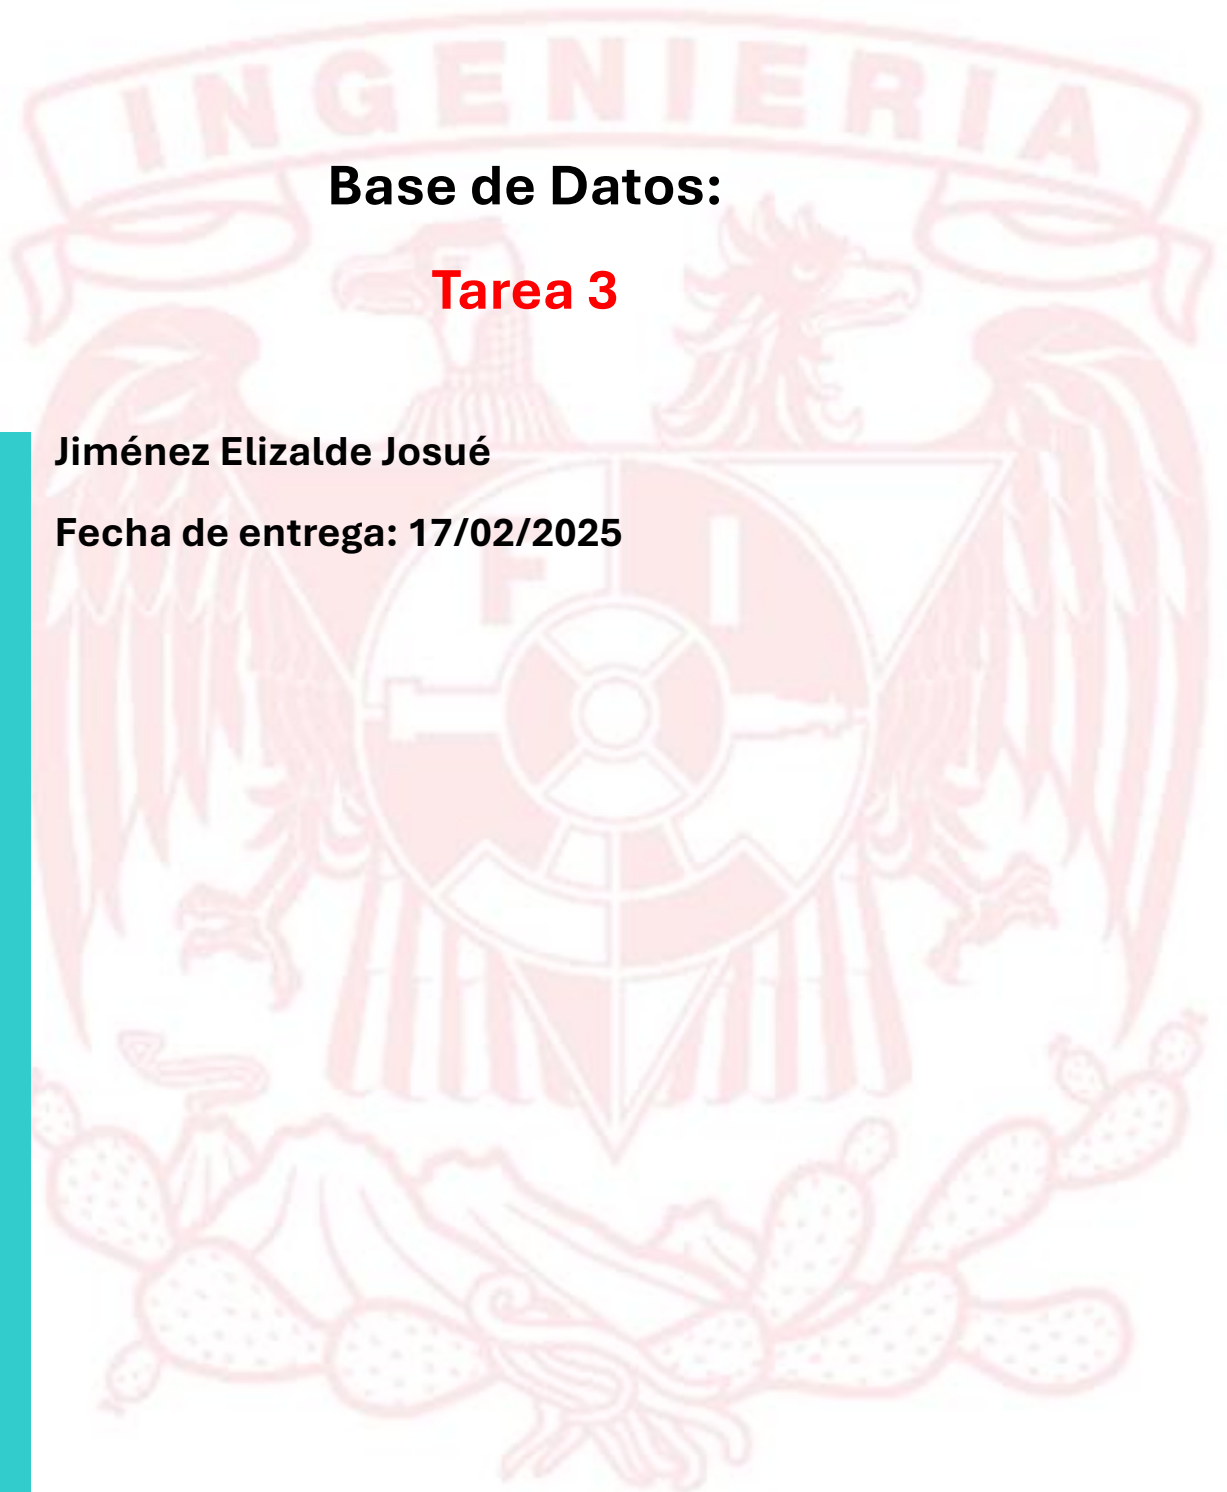 INGENIERIA
Base de Datos:
Tarea 3
Jiménez Elizalde Josué
Fecha de entrega: 17/02/2025
F I